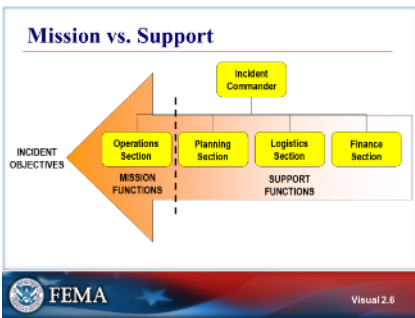 Mission vs. Support
Incident
Commander
INCIDENT
OBJECTIVES
Operations
Section
Planning
Section
Logistics
Section
Finance
Section
MISSION
FUNCTIONS
SUPPORT
FUNCTIONS
FEMA
Visual 2.6